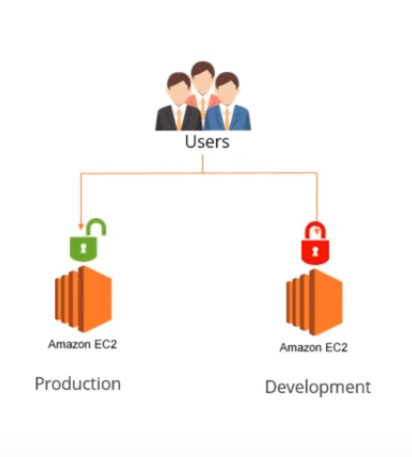 Users
Amazon EC2
Amazon EC2
Production
Development